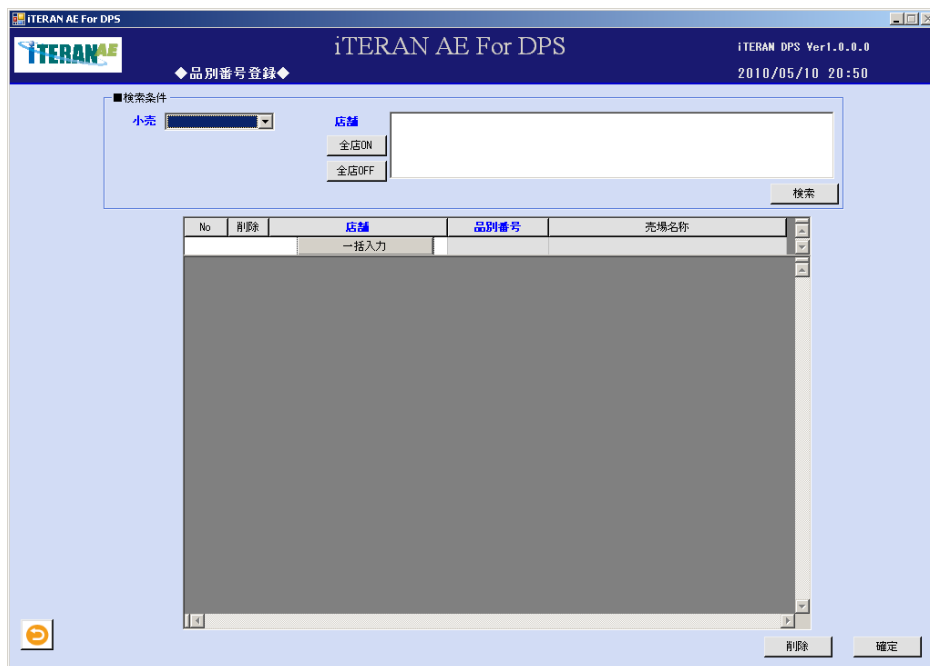 iTERAN AE For DPS
iTERAN AE
iTERAN AE For DPS
iTERAN DPS Ver1.0.0.0
◆品別番号登録◆
2010/05/10 20:50
■検索条件
小売
店舗
全店ON
全店OFF
検索
No 削除 店舗 品別番号 売場名称
一括入力
削除 確定